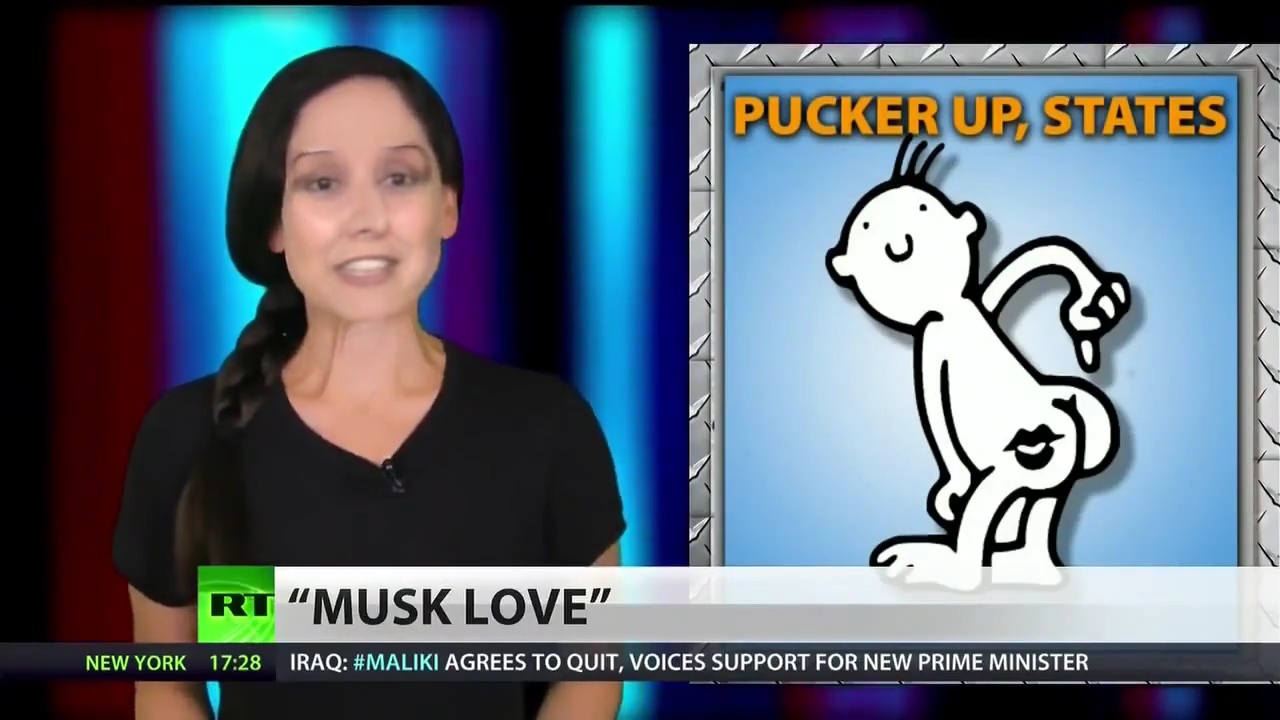 PUCKER UP, STATES
RT
“MUSK LOVE”
NEW YORK 17:28 IRAQ: #MALIKI AGREES TO QUIT, VOICES SUPPORT FOR NEW PRIME MINISTER